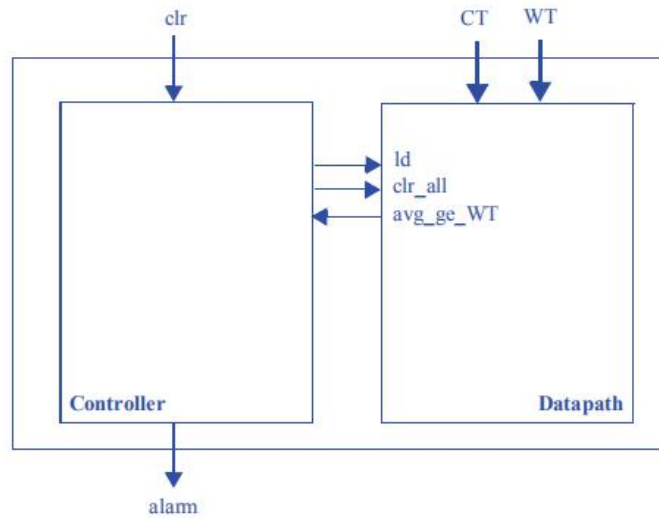 clr
CT WT
ld
clr_all
avg_ge_WT
Controller
Datapath
alarm